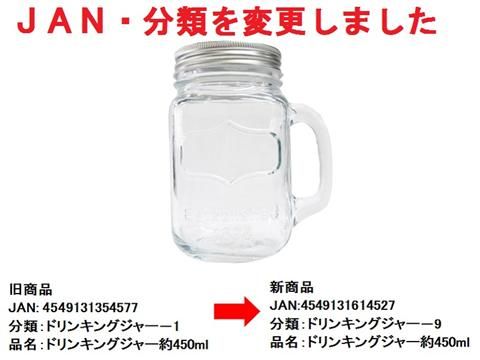 ＪＡＮ・分類を変更しました
旧商品
JAN: 4549131354577
分類：ドリンキングジャー－1
品名：ドリンキングジャー約450ml
新商品
JAN:4549131614527
分類：ドリンキングジャー－9
品名：ドリンキングジャー約450ml